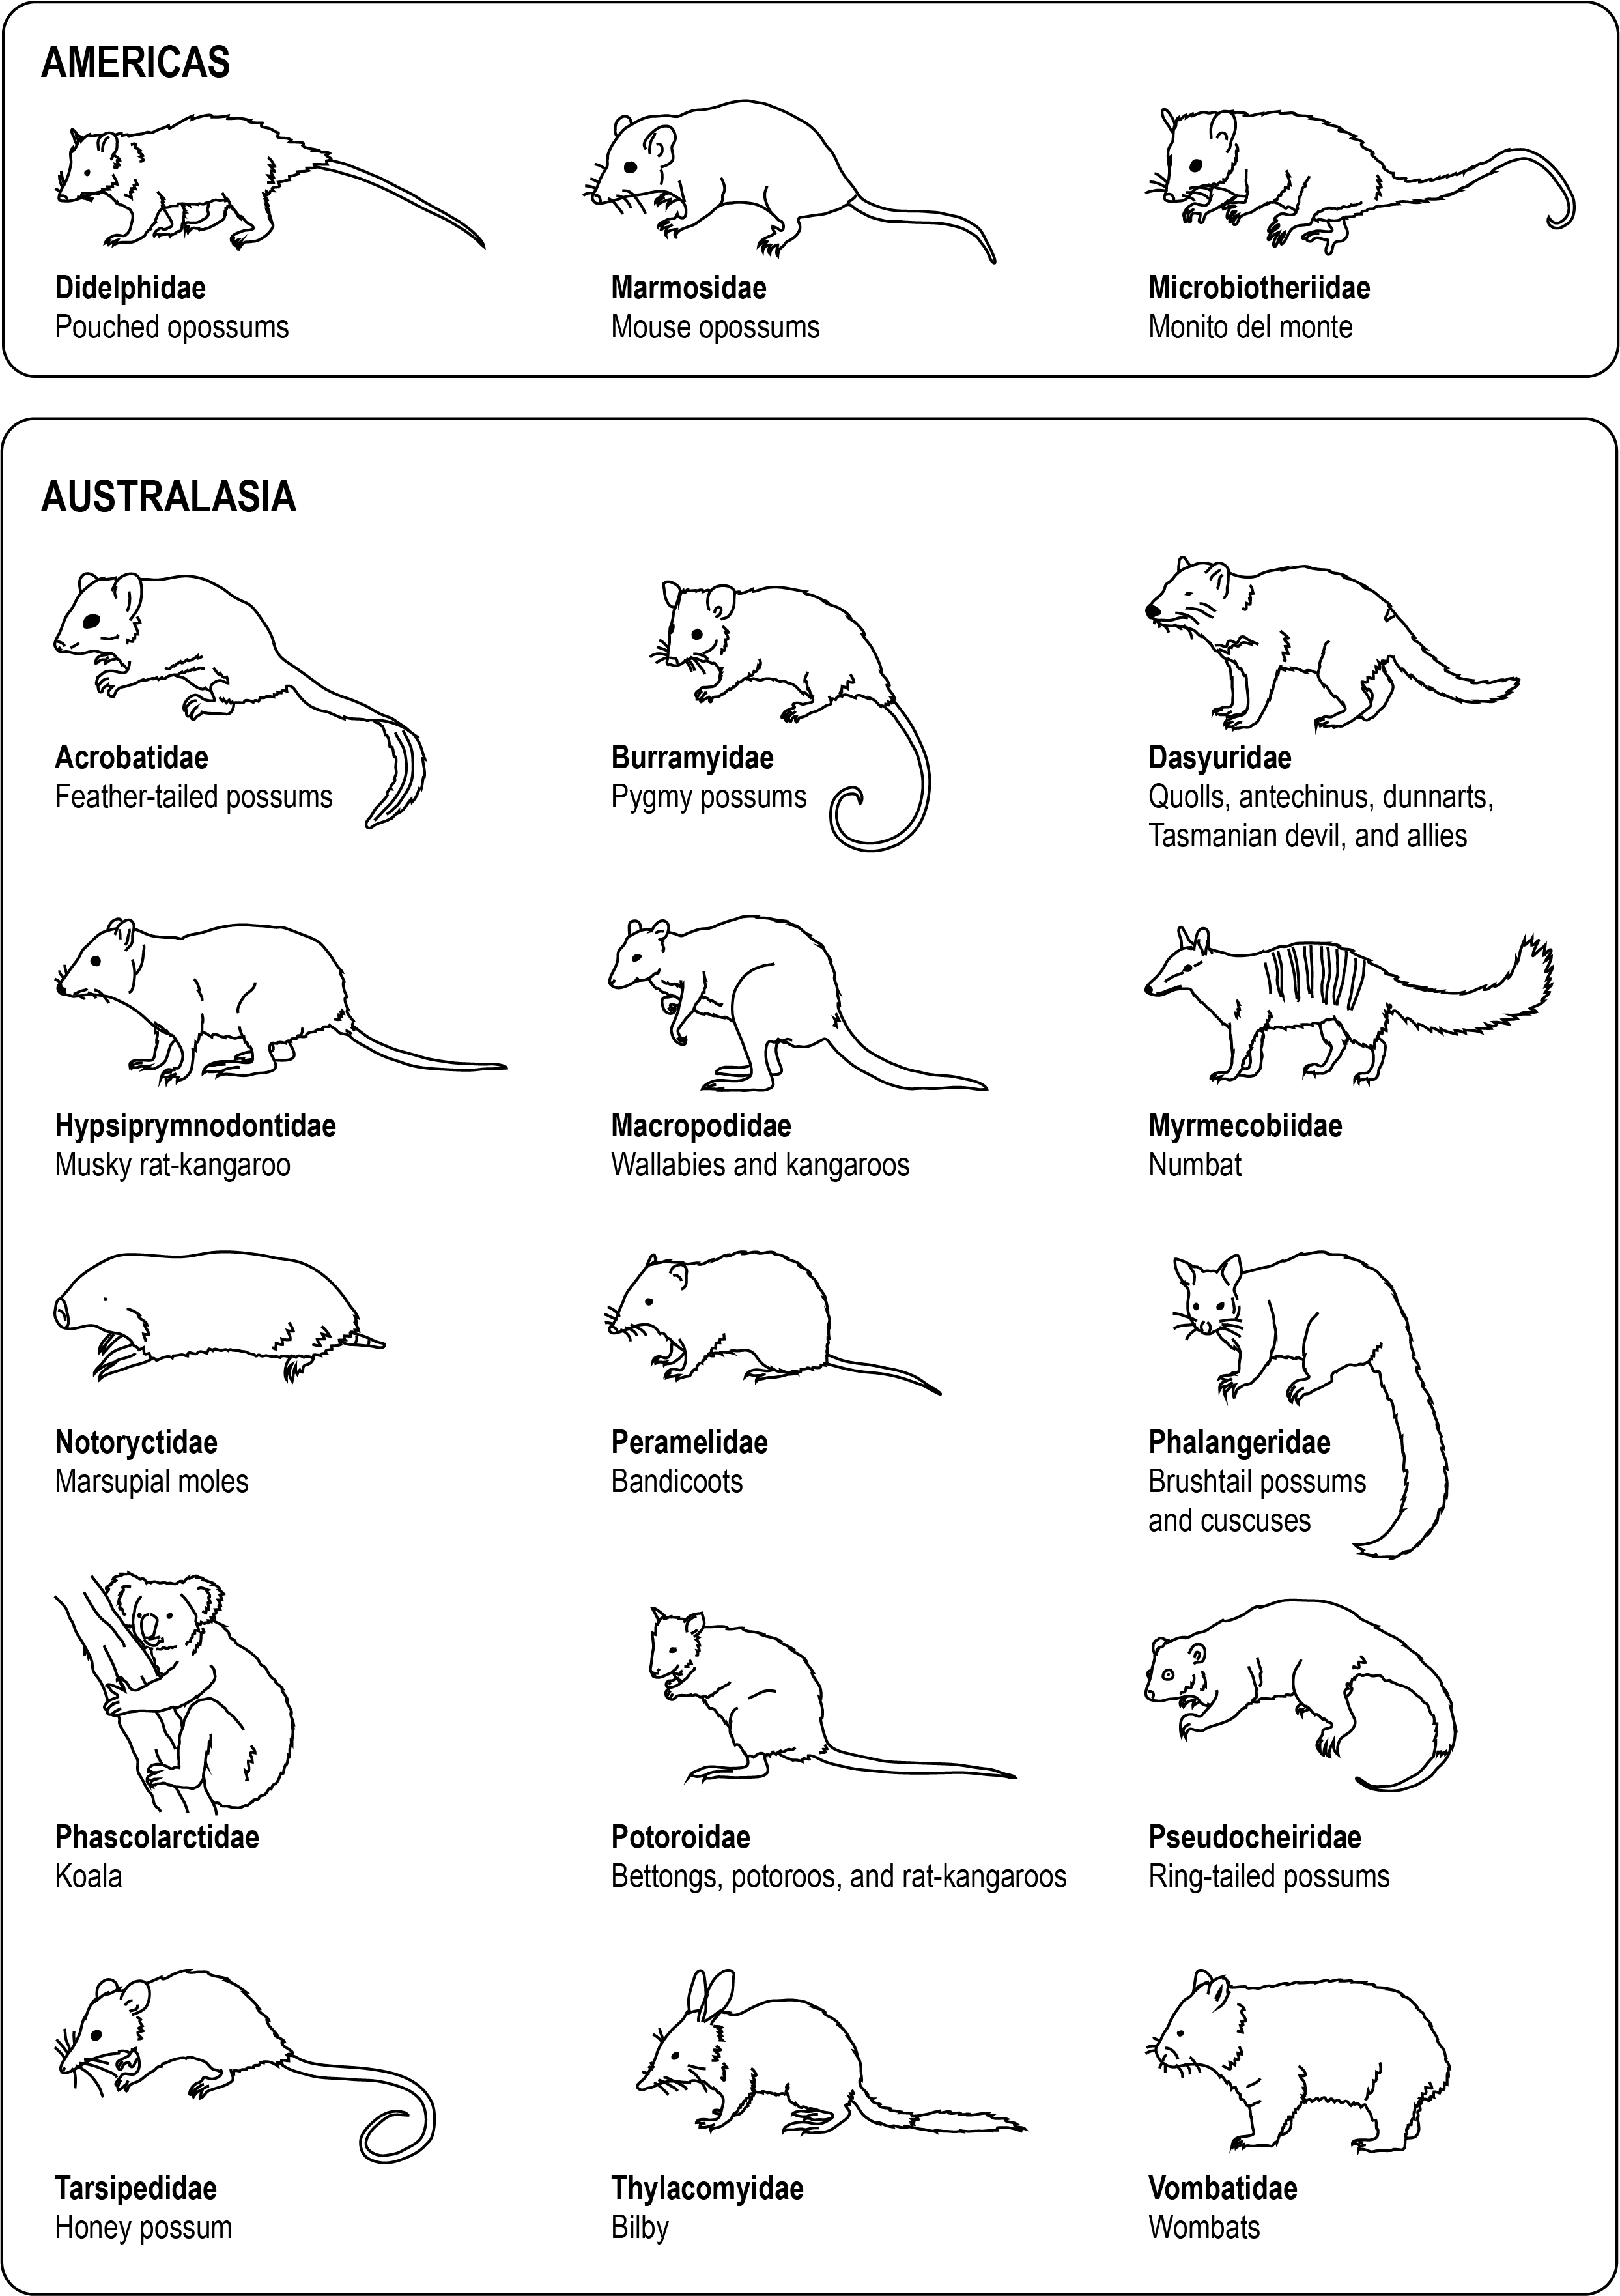 AMERICAS
Didelphidae
Pouched opossums
Marmosidae
Mouse opossums
Microbiotheriidae
Monito del monte
AUSTRALASIA
Acrobatidae
Feather-tailed possums
Burramyidae
Pygmy possums
Dasyuridae
Quolls, antechinus, dunnarts,
Tasmanian devil, and allies
Hypsiprymnodontidae
Musky rat-kangaroo
Macropodidae
Wallabies and kangaroos
Myrmecobiidae
Numbat
Notoryctidae
Marsupial moles
Peramelidae
Bandicoots
Phalangeridae
Brushtail possums
and cuscuses
Phascolarctidae
Koala
Potoroidae
Bettongs, potoroos, and rat-kangaroos
Pseudocheiridae
Ring-tailed possums
Tarsipedidae
Honey possum
Thylacomyidae
Bilby
Vombatidae
Wombats